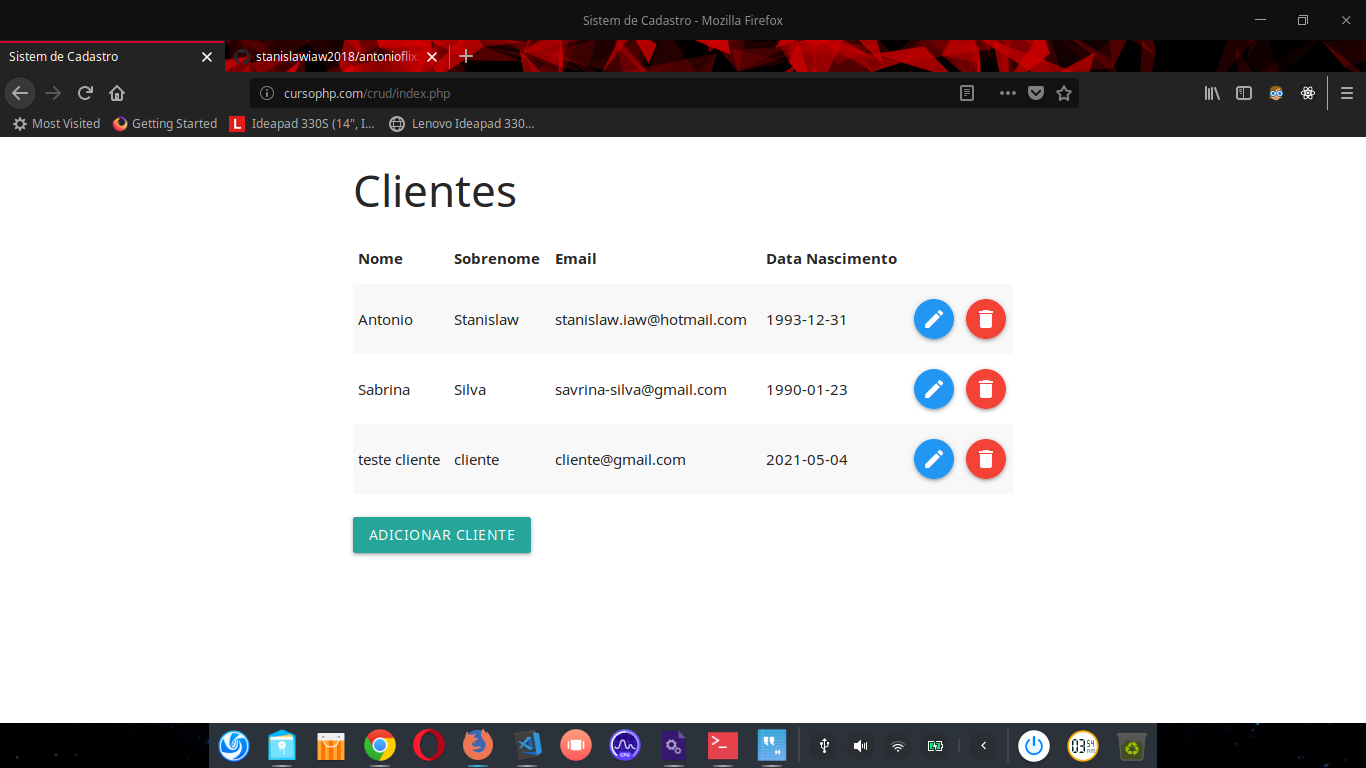 Sistem de Cadastro - Mozilla Firefox
Sistem de Cadastro
stanislawiaw2018/antonioflix
cursophp.com/crud/index.php
Most Visited
Getting Started
L
Ideapad 330S (14", I...
Lenovo Ideapad 330...
Clientes
Nome Sobrenome Email Data Nascimento
Antonio Stanislaw stanislaw.iaw@hotmail.com 1993-12-31
Sabrina Silva savrina-silva@gmail.com 1990-01-23
teste cliente cliente cliente@gmail.com 2021-05-04
ADICIONAR CLIENTE
CPU
03 54